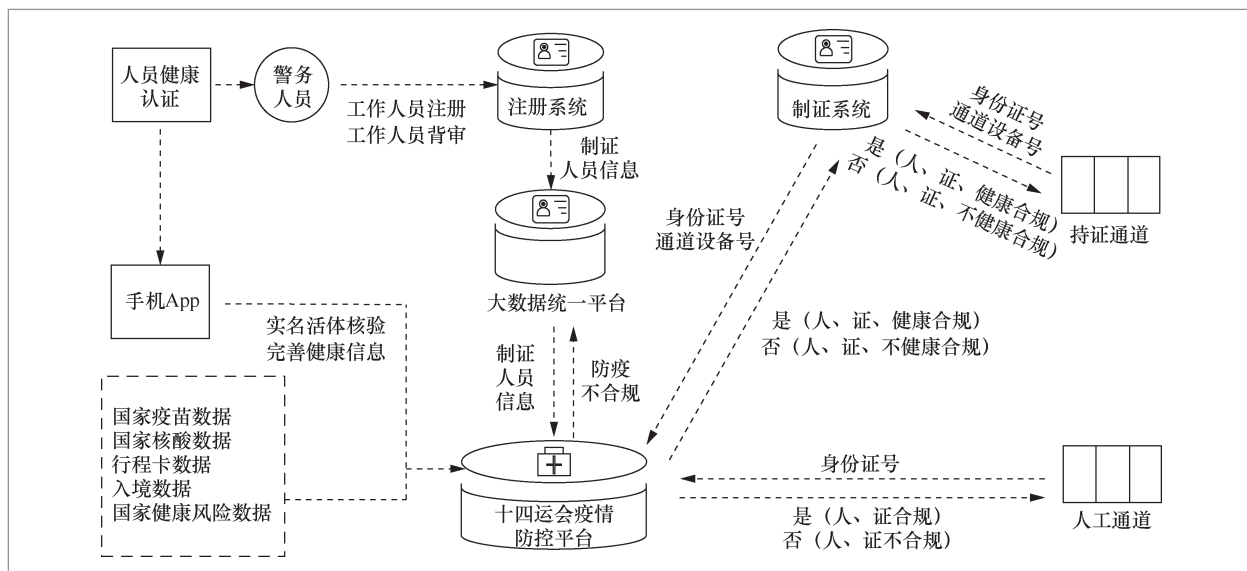 人员健康
认证
警务
人员
工作人员注册
工作人员背审
注册系统
制证
人员信息
制证系统
身份证号
通道设备号
是（人、证、健康合规）
否（人、证、不健康合规）
持证通道
身份证号
通道设备号
手机App
大数据统一平台
实名活体核验
完善健康信息
制证
人员
信息
防疫
不合规
是（人、证、健康合规）
否（人、证、不健康合规）
国家疫苗数据
国家核酸数据
行程卡数据
入境数据
国家健康风险数据
十四运会疫情
防控平台
身份证号
是（人、证合规）
否（人、证不合规）
人工通道